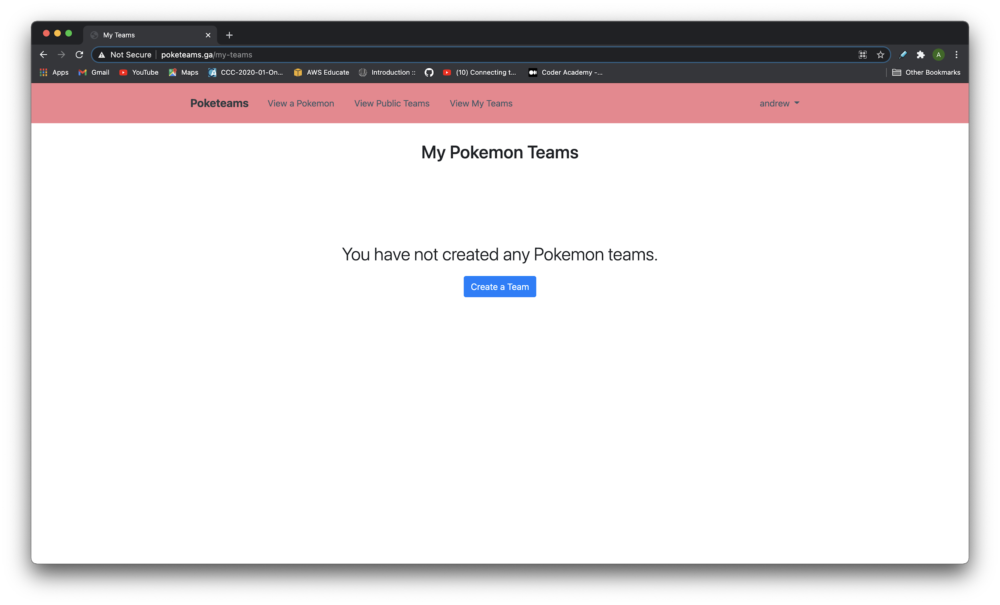 My Teams
Not Secure poketeams.ga/my-teams
Apps Gmail YouTube Maps CCC-2020-01-On... AWS Educate Introduction :: (10) Connecting t... Coder Academy -... Other Bookmarks
A
Poketeams View a Pokemon View Public Teams View My Teams andrew
My Pokemon Teams
You have not created any Pokemon teams.
Create a Team